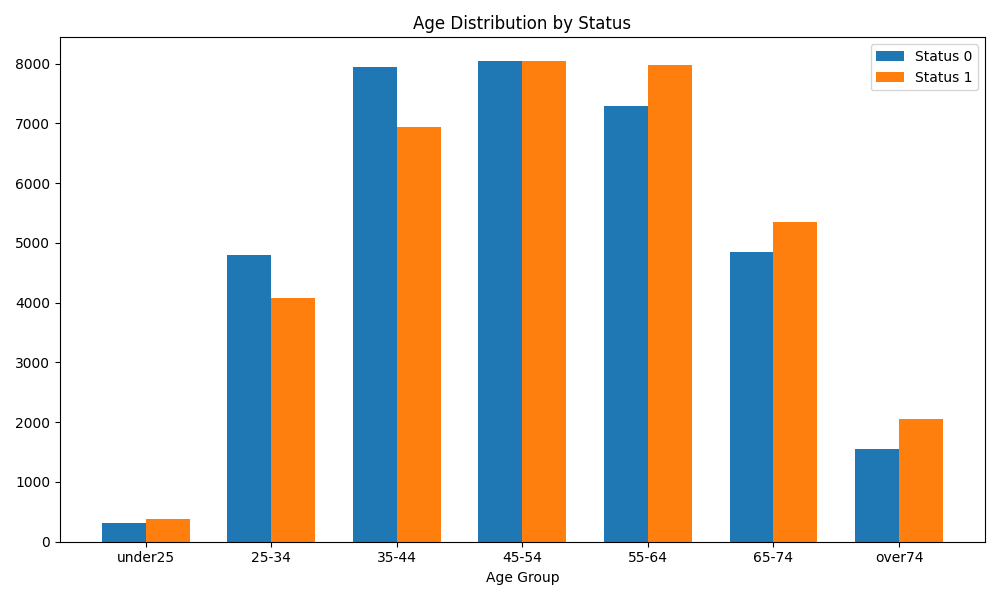 Age Distribution by Status
Status 0
Status 1
8000
7000
6000
5000
4000
3000
2000
1000
0
under25 25-34 35-44 45-54 55-64 65-74 over74
Age Group